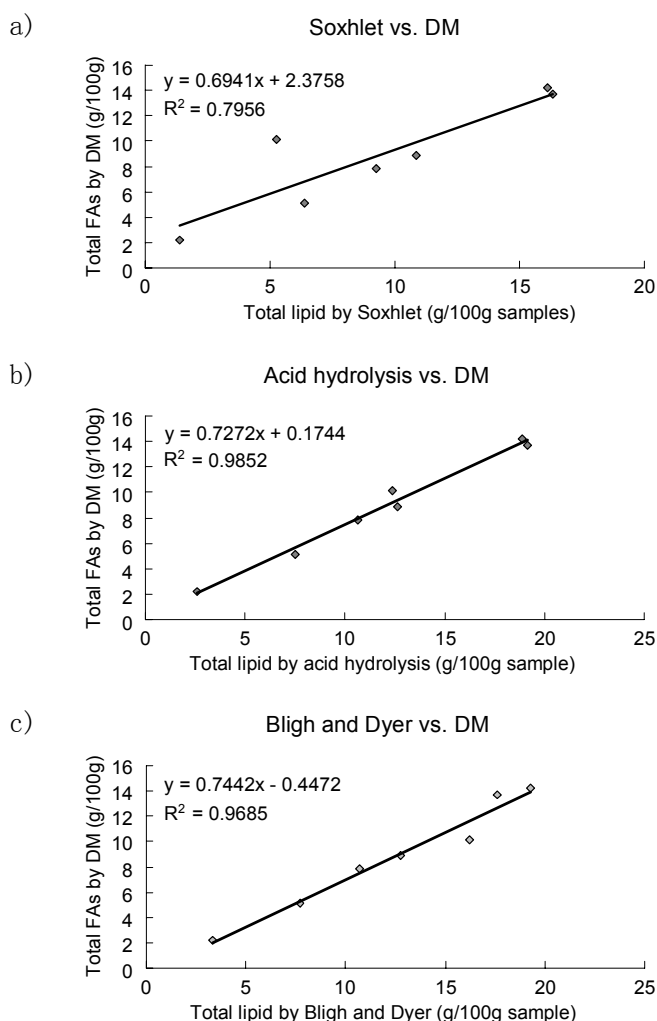 a)
Soxhlet vs. DM
Total FAs by DM (g/100g)
16
14
12
10
8
6
4
2
0
y = 0.6941x + 2.3758
R² = 0.7956
0 5 10 15 20
Total lipid by Soxhlet (g/100g samples)
b)
Acid hydrolysis vs. DM
Total FAs by DM (g/100g)
16
14
12
10
8
6
4
2
0
y = 0.7272x + 0.1744
R² = 0.9852
0 5 10 15 20 25
Total lipid by acid hydrolysis (g/100g sample)
c)
Bligh and Dyer vs. DM
Total FAs by DM (g/100g)
16
14
12
10
8
6
4
2
0
y = 0.7442x - 0.4472
R² = 0.9685
0 5 10 15 20 25
Total lipid by Bligh and Dyer (g/100g sample)